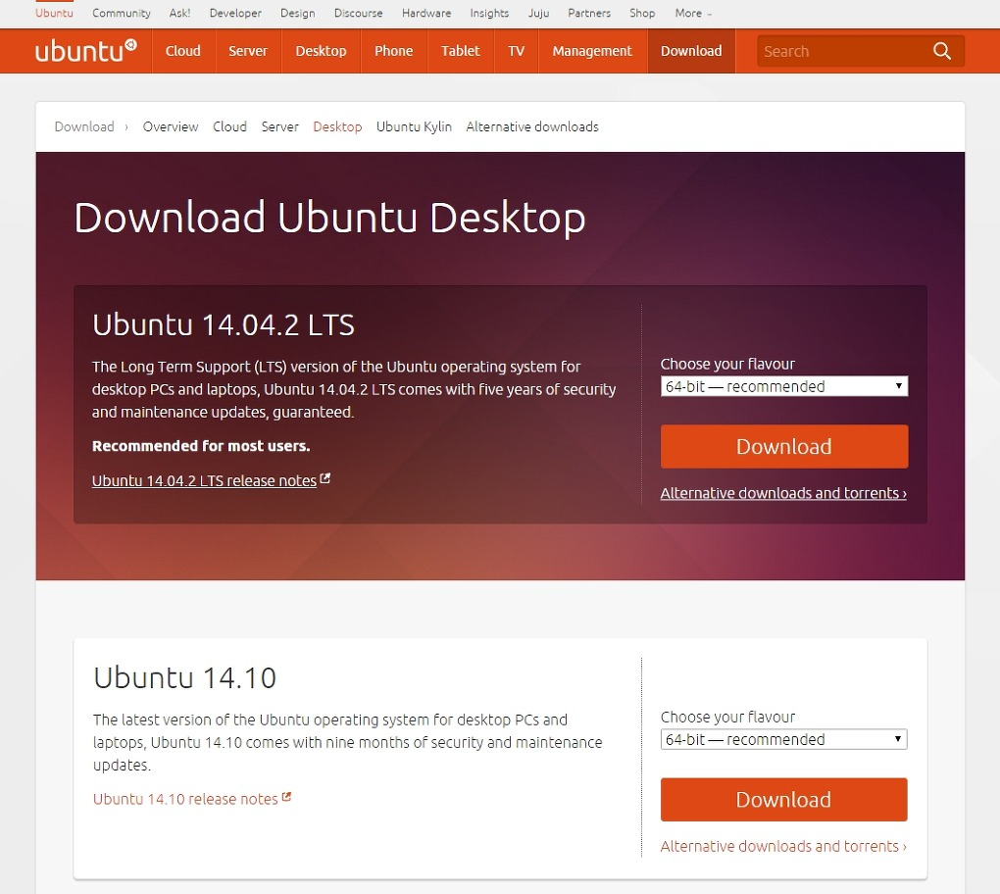 Ubuntu Community Ask! Developer Design Discourse Hardware Insights Juju Partners Shop More
ubuntu Cloud Server Desktop Phone Tablet TV Management Download Search
Download › Overview Cloud Server Desktop Ubuntu Kylin Alternative downloads
Download Ubuntu Desktop
Ubuntu 14.04.2 LTS
The Long Term Support (LTS) version of the Ubuntu operating system for
desktop PCs and laptops, Ubuntu 14.04.2 LTS comes with five years of security
and maintenance updates, guaranteed.
Recommended for most users.
Ubuntu 14.04.2 LTS release notes
Choose your flavour
64-bit — recommended
Download
Alternative downloads and torrents ›
Ubuntu 14.10
The latest version of the Ubuntu operating system for desktop PCs and
laptops, Ubuntu 14.10 comes with nine months of security and maintenance
updates.
Ubuntu 14.10 release notes
Choose your flavour
64-bit — recommended
Download
Alternative downloads and torrents ›